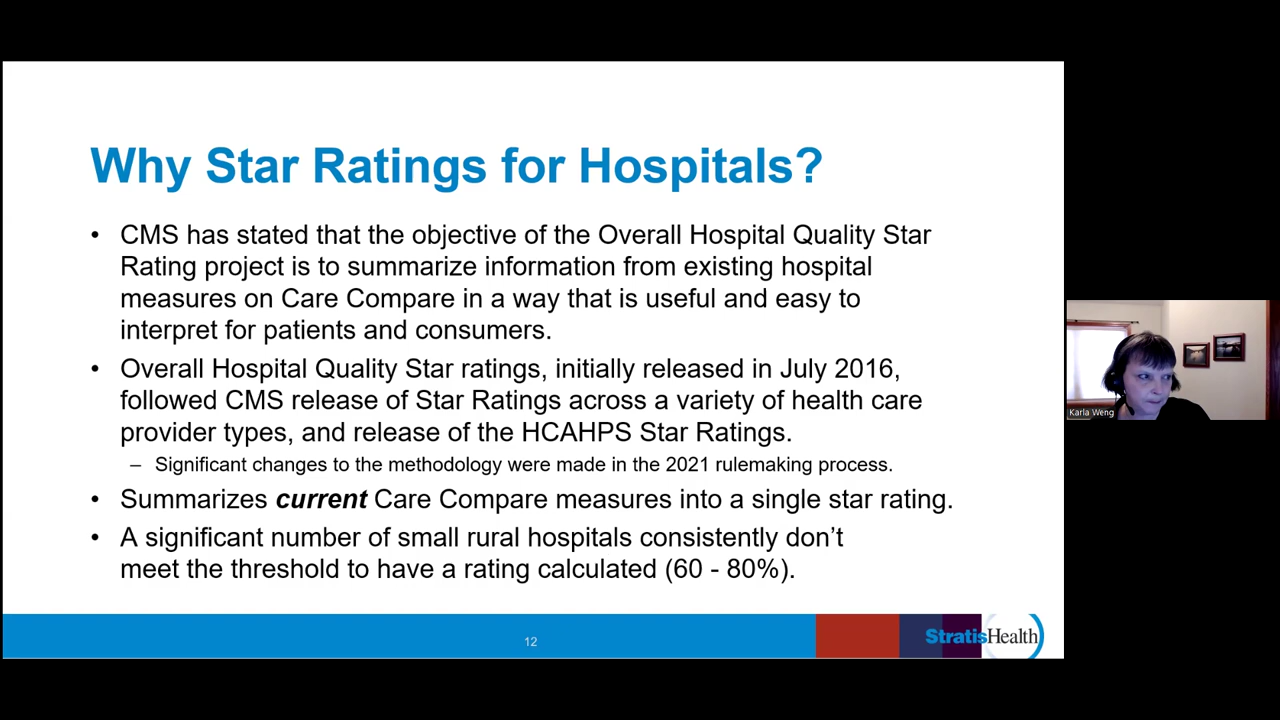 Why Star Ratings for Hospitals?
• CMS has stated that the objective of the Overall Hospital Quality Star
Rating project is to summarize information from existing hospital
measures on Care Compare in a way that is useful and easy to
interpret for patients and consumers.
• Overall Hospital Quality Star ratings, initially released in July 2016,
followed CMS release of Star Ratings across a variety of health care
provider types, and release of the HCAHPS Star Ratings.
– Significant changes to the methodology were made in the 2021 rulemaking process.
• Summarizes current Care Compare measures into a single star rating.
• A significant number of small rural hospitals consistently don’t
meet the threshold to have a rating calculated (60 - 80%).
12
StratisHealth
Karla Weng